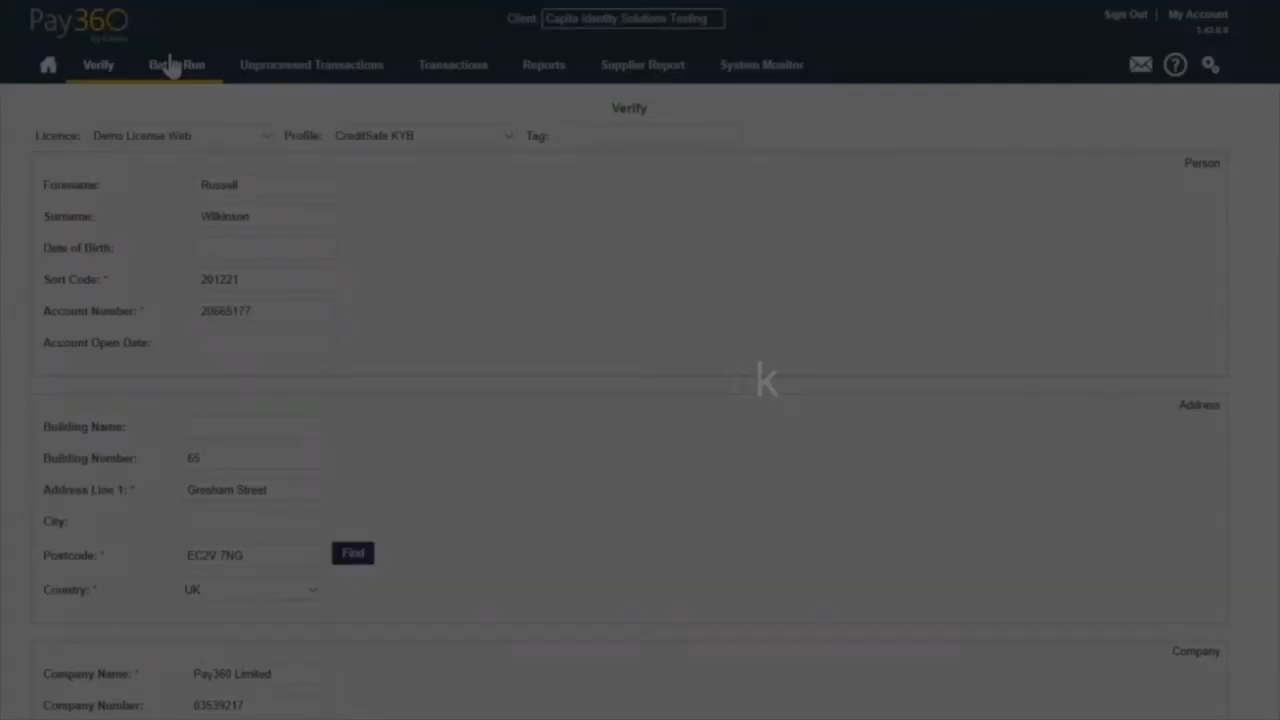 Pay360
Client Capita Identity Solutions Testing
Sign Out | My Account
1.43.0.0
Verify
Run
Unprocessed Transactions
Transactions
Reports
Supplier Report
System Monitor
Verify
Licence: Demo License Web Profile: CreditSafe KYB Tag:
Person
Forename: Russell
Surname: Wilkinson
Date of Birth:
Sort Code: * 201221
Account Number: * 20665177
Account Open Date:
k
Address
Building Name:
Building Number: 65
Address Line 1: * Gresham Street
City:
Postcode: * EC2V 7NG Find
Country: * UK
Company
Company Name: * Pay360 Limited
Company Number: 03539217